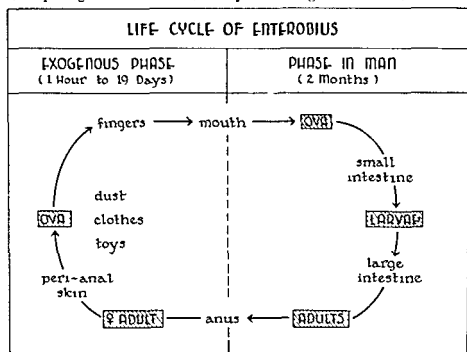 LIFE CYCLE OF ENTEROBIUS
EXOGENOUS PHASE
(1 Hour to 19 Days)
PHASE IN MAN
(2 Months)
fingers
mouth
OVA
small
intestine
LARVAE
large
intestine
ADULTS
anus
♀ ADULT
peri-anal
skin
OVA
dust
clothes
toys